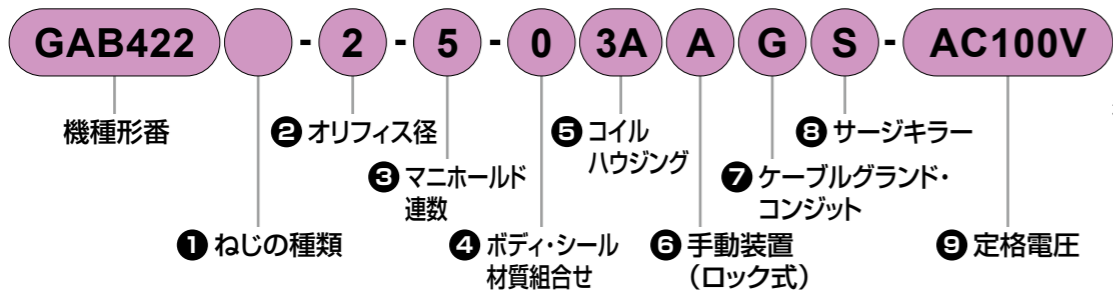 GAB422 - 2 - 5 - 0 3A A G S - AC100V
機種形番
❷ オリフィス径
❺ コイル
ハウジング
❽ サージキラー
❸ マニホールド
連数
❼ ケーブルグランド・
コンジット
❶ ねじの種類
❹ ボディ・シール
材質組合せ
❻ 手動装置
(ロック式)
❾ 定格電圧